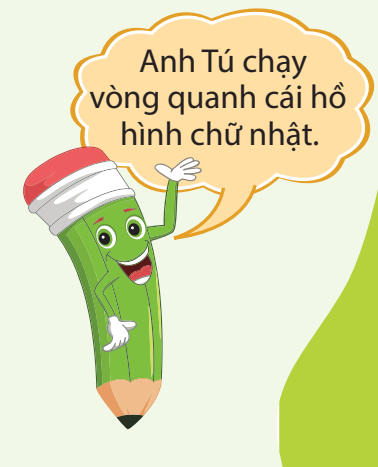 Anh Tú chạy
vòng quanh cái hồ
hình chữ nhật.